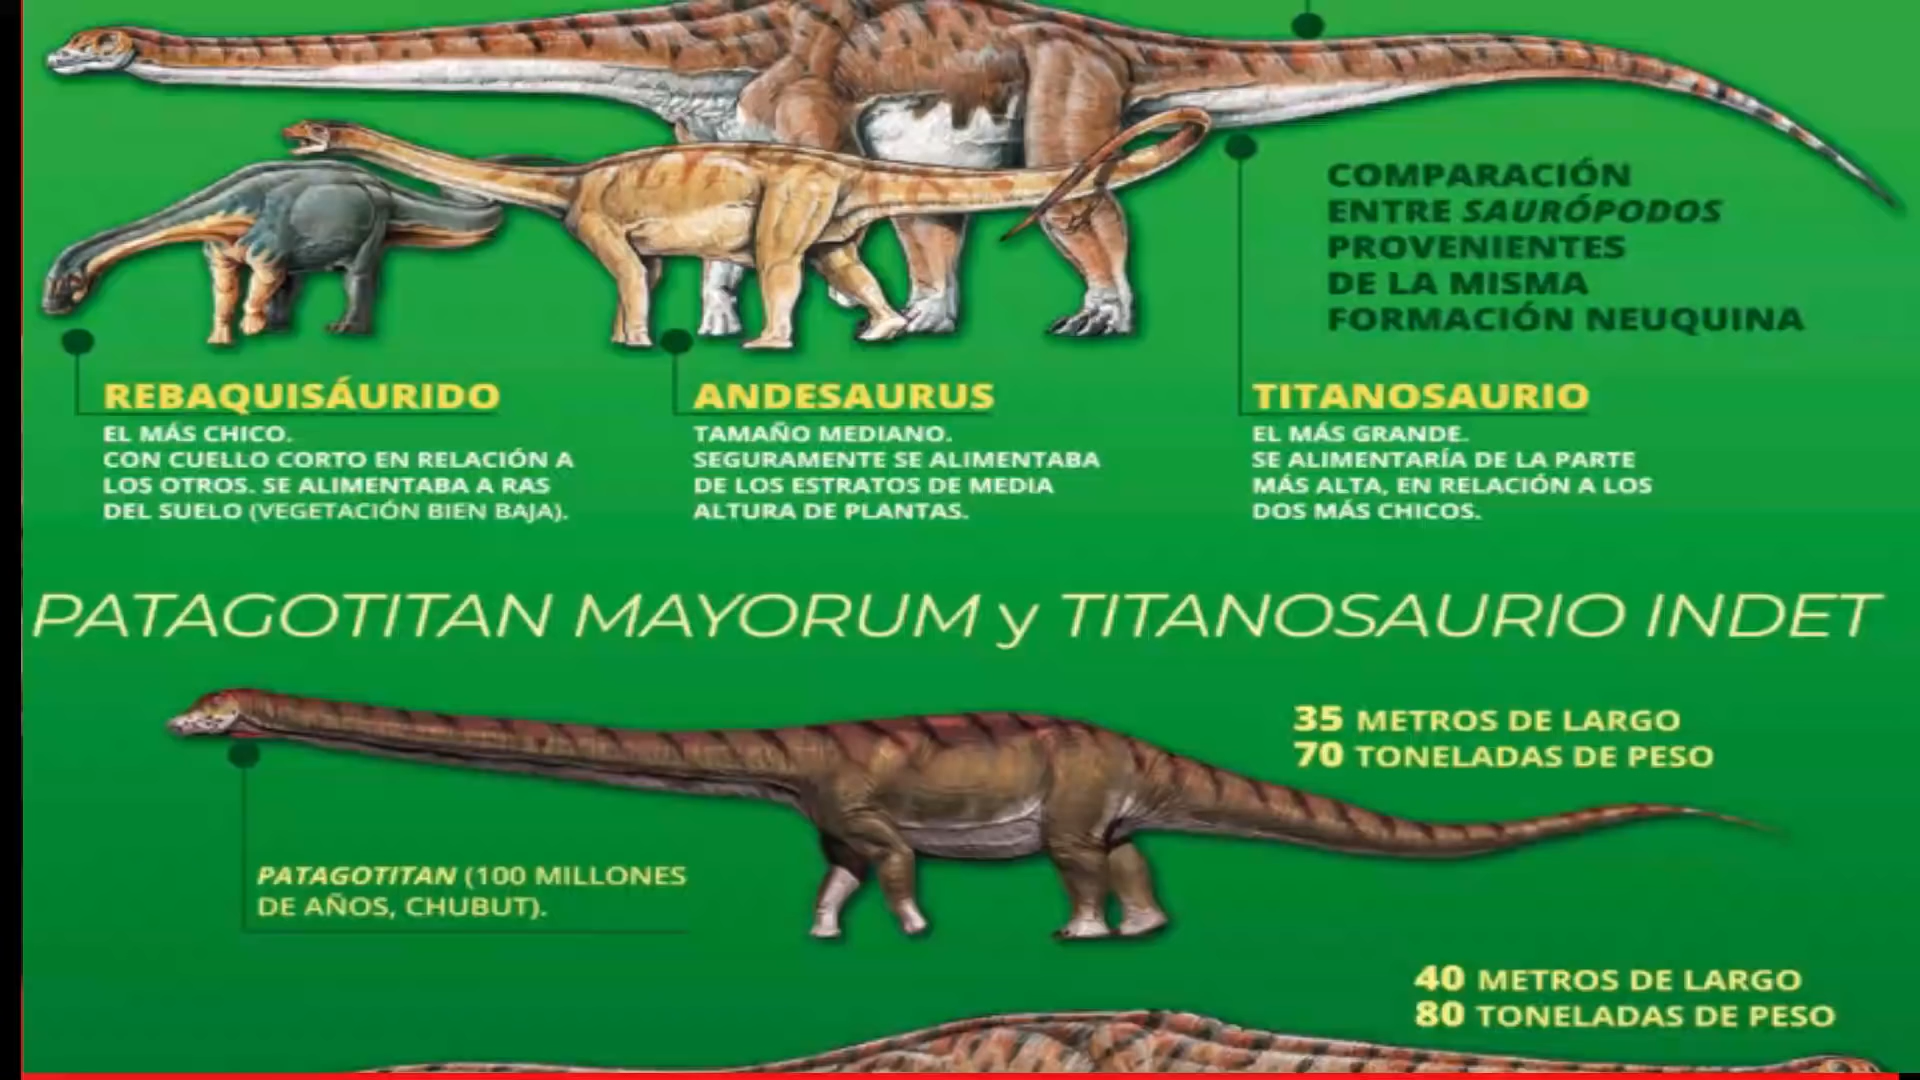 COMPARACIÓN
ENTRE SAURÓPODOS
PROVENIENTES
DE LA MISMA
FORMACIÓN NEUQUINA
REBAQUISÁURIDO
EL MÁS CHICO.
CON CUELLO CORTO EN RELACIÓN A
LOS OTROS. SE ALIMENTABA A RAS
DEL SUELO (VEGETACIÓN BIEN BAJA).
ANDESAURUS
TAMAÑO MEDIANO.
SEGURAMENTE SE ALIMENTABA
DE LOS ESTRATOS DE MEDIA
ALTURA DE PLANTAS.
TITANOSAURIO
EL MÁS GRANDE.
SE ALIMENTARÍA DE LA PARTE
MÁS ALTA, EN RELACIÓN A LOS
DOS MÁS CHICOS.
PATAGOTITAN MAYORUM y TITANOSAURIO INDET
35 METROS DE LARGO
70 TONELADAS DE PESO
PATAGOTITAN (100 MILLONES
DE AÑOS, CHUBUT).
40 METROS DE LARGO
80 TONELADAS DE PESO